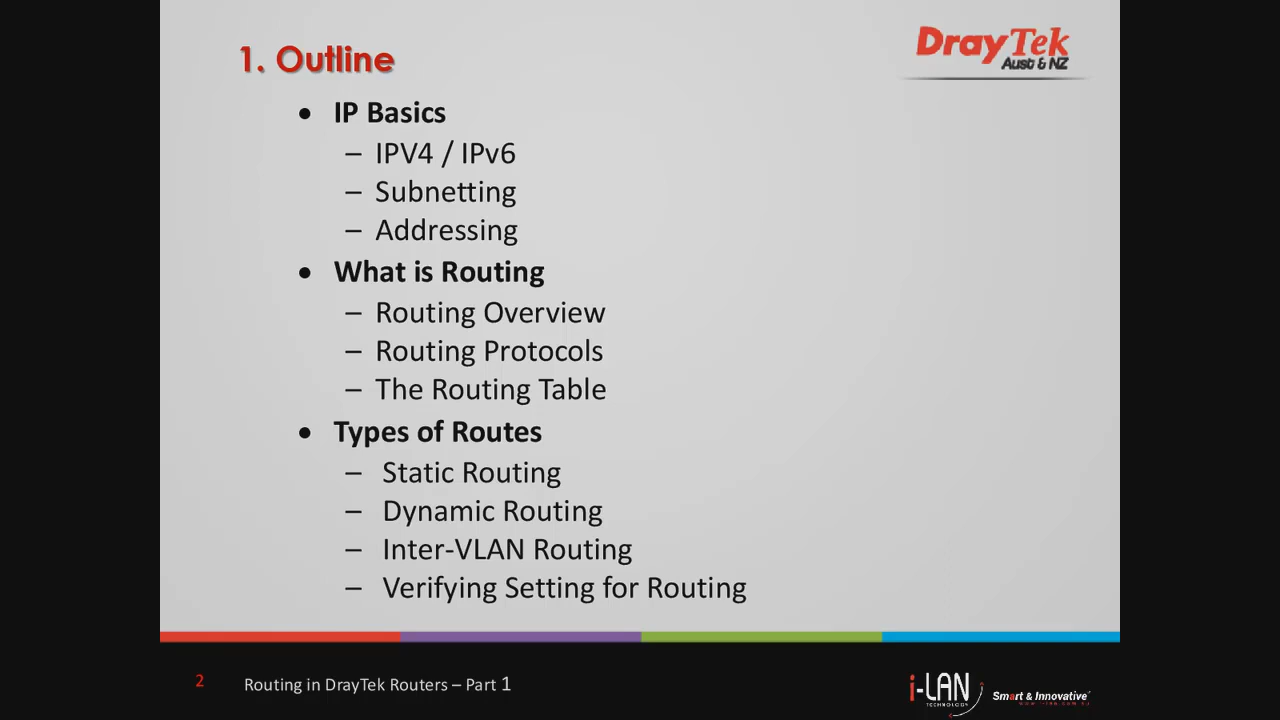 1. Outline
DrayTek
Aust & NZ
• IP Basics
– IPV4 / IPv6
– Subnetting
– Addressing
• What is Routing
– Routing Overview
– Routing Protocols
– The Routing Table
• Types of Routes
– Static Routing
– Dynamic Routing
– Inter-VLAN Routing
– Verifying Setting for Routing
2
Routing in DrayTek Routers – Part 1
i-LAN
TECHNOLOGY
Smart & Innovative